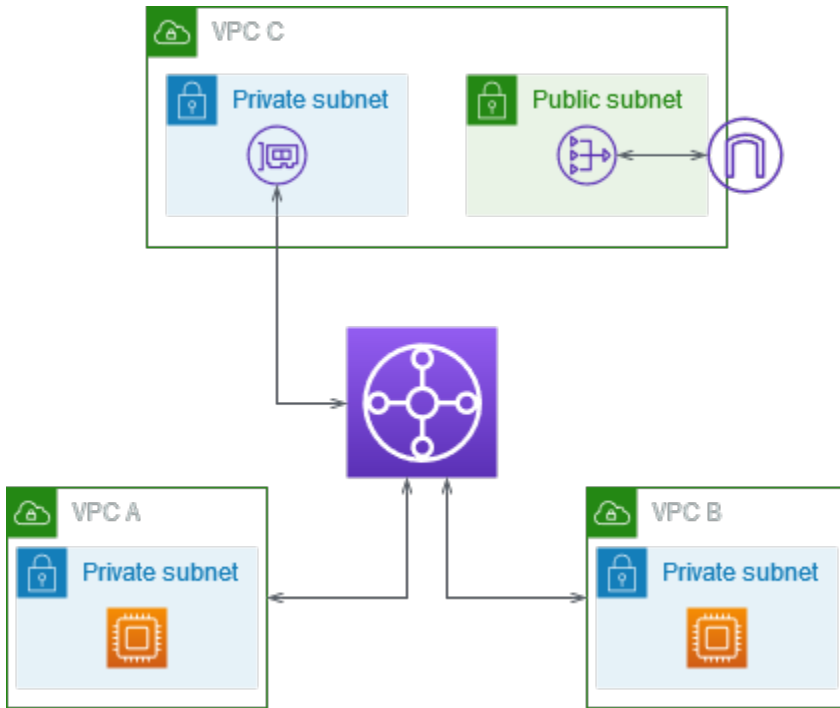 VPC C
Private subnet
Public subnet
VPC A
Private subnet
VPC B
Private subnet